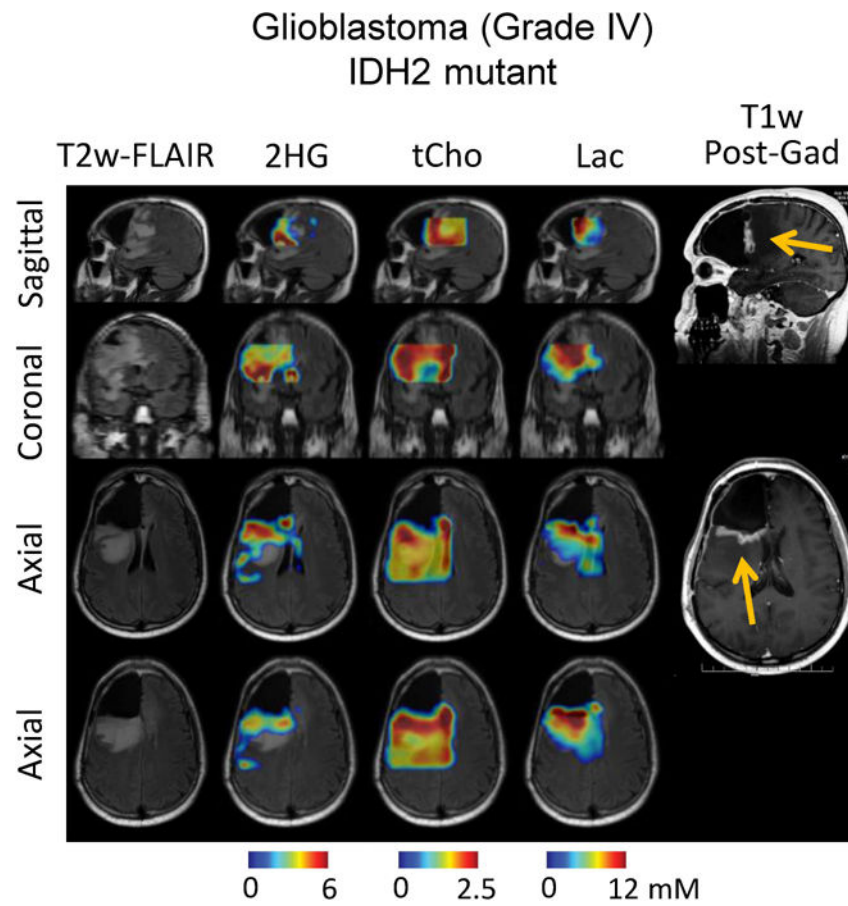 Glioblastoma (Grade IV)
IDH2 mutant
T2w-FLAIR 2HG tCho Lac T1w
Post-Gad
Sagittal
Coronal
Axial
Axial
0 6 0 2.5 0 12 mM